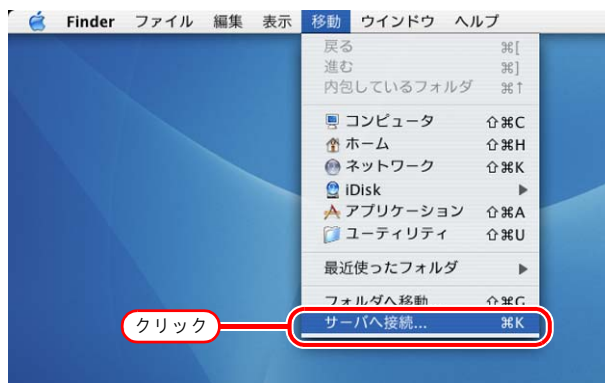 Finder ファイル 編集 表示 移動 ウインドウ ヘルプ
戻る ⌘[
進む ⌘]
内包しているフォルダ ⌘↑
コンピュータ ⇧⌘C
ホーム ⇧⌘H
ネットワーク ⇧⌘K
iDisk ▶
アプリケーション ⇧⌘A
ユーティリティ ⇧⌘U
最近使ったフォルダ ▶
フォルダへ移動... ⇧⌘G
サーバへ接続... ⌘K
クリック